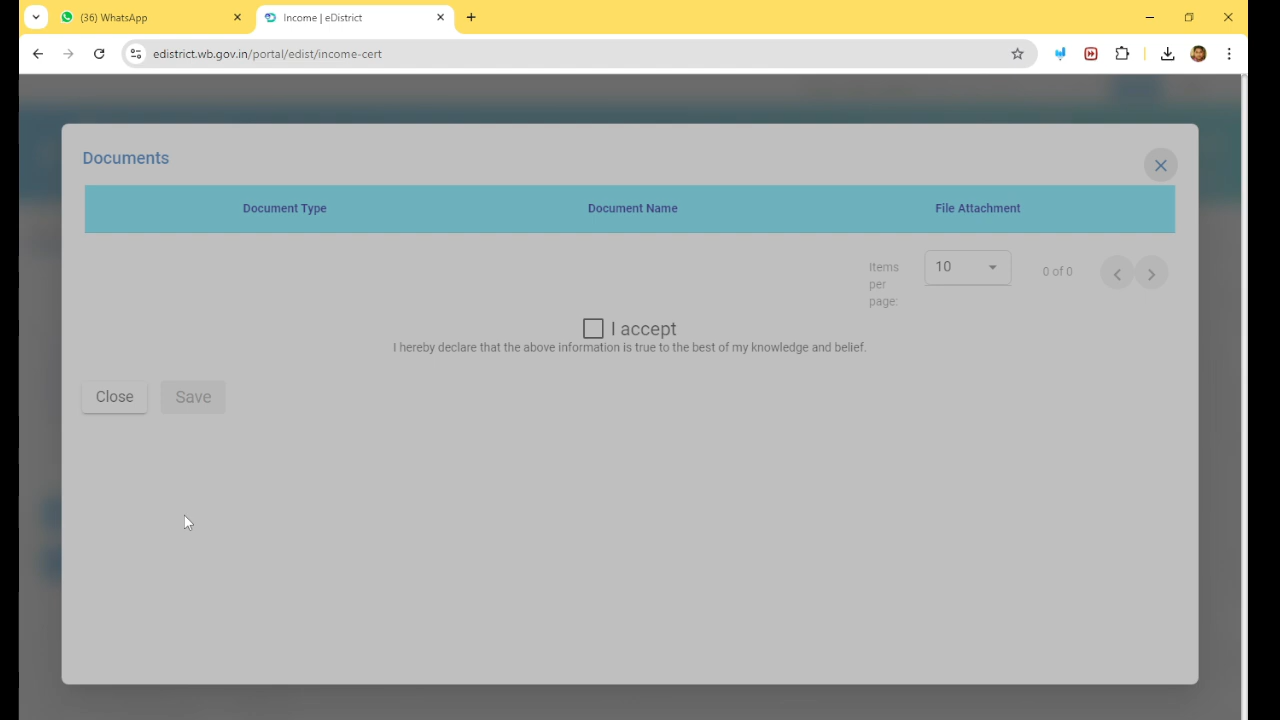 (36) WhatsApp
Income | eDistrict
edistrict.wb.gov.in/portal/edist/income-cert
Documents
Document Type Document Name File Attachment
Items per page: 10 0 of 0
I accept
I hereby declare that the above information is true to the best of my knowledge and belief.
Close Save